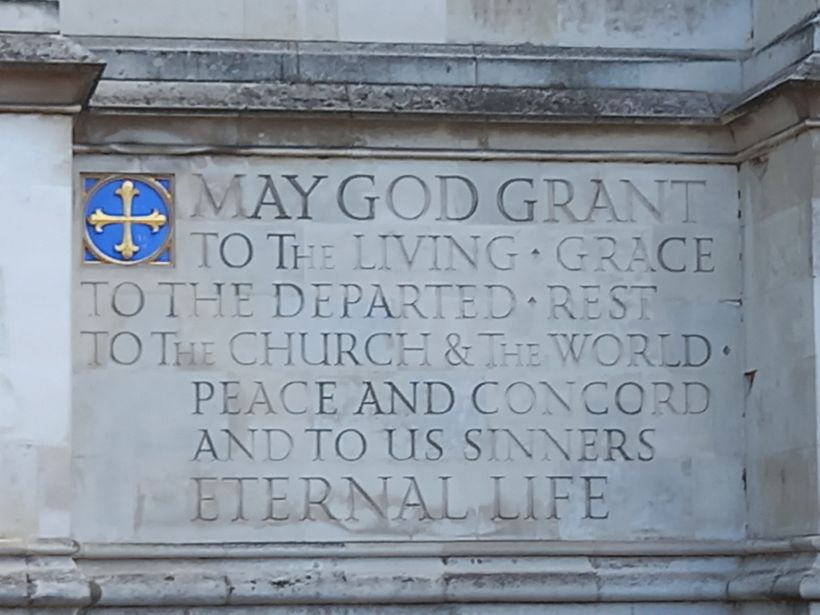 MAY GOD GRANT
TO THE LIVING · GRACE
TO THE DEPARTED · REST
TO THE CHURCH & THE WORLD ·
PEACE AND CONCORD
AND TO US SINNERS
ETERNAL LIFE